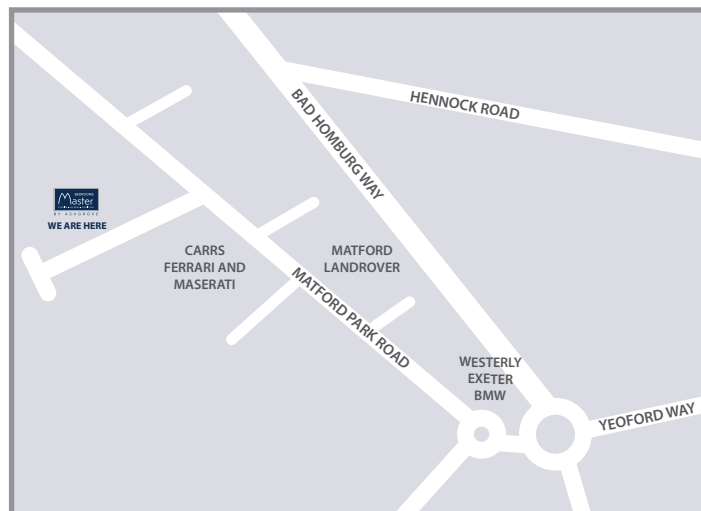 HENNOCK ROAD
BAD HOMBURG WAY
BEDROOMS
Master
BY ASHGROVE
WE ARE HERE
CARRS
FERRARI AND
MASERATI
MATFORD
LANDROVER
MATFORD PARK ROAD
WESTERLY
EXETER
BMW
YEOFORD WAY